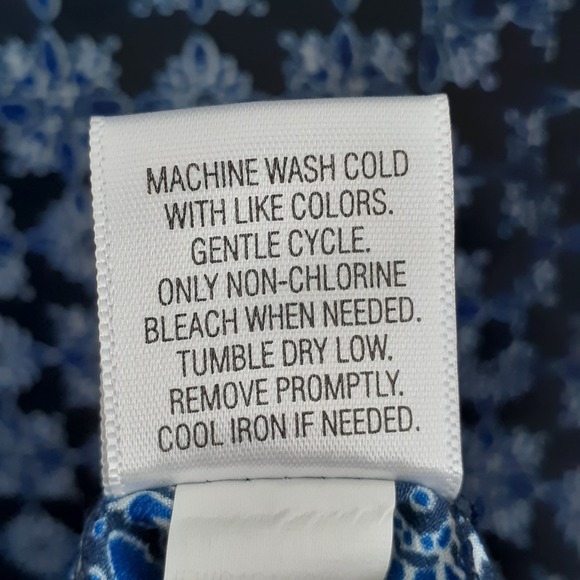 MACHINE WASH COLD
WITH LIKE COLORS.
GENTLE CYCLE.
ONLY NON-CHLORINE
BLEACH WHEN NEEDED.
TUMBLE DRY LOW.
REMOVE PROMPTLY.
COOL IRON IF NEEDED.